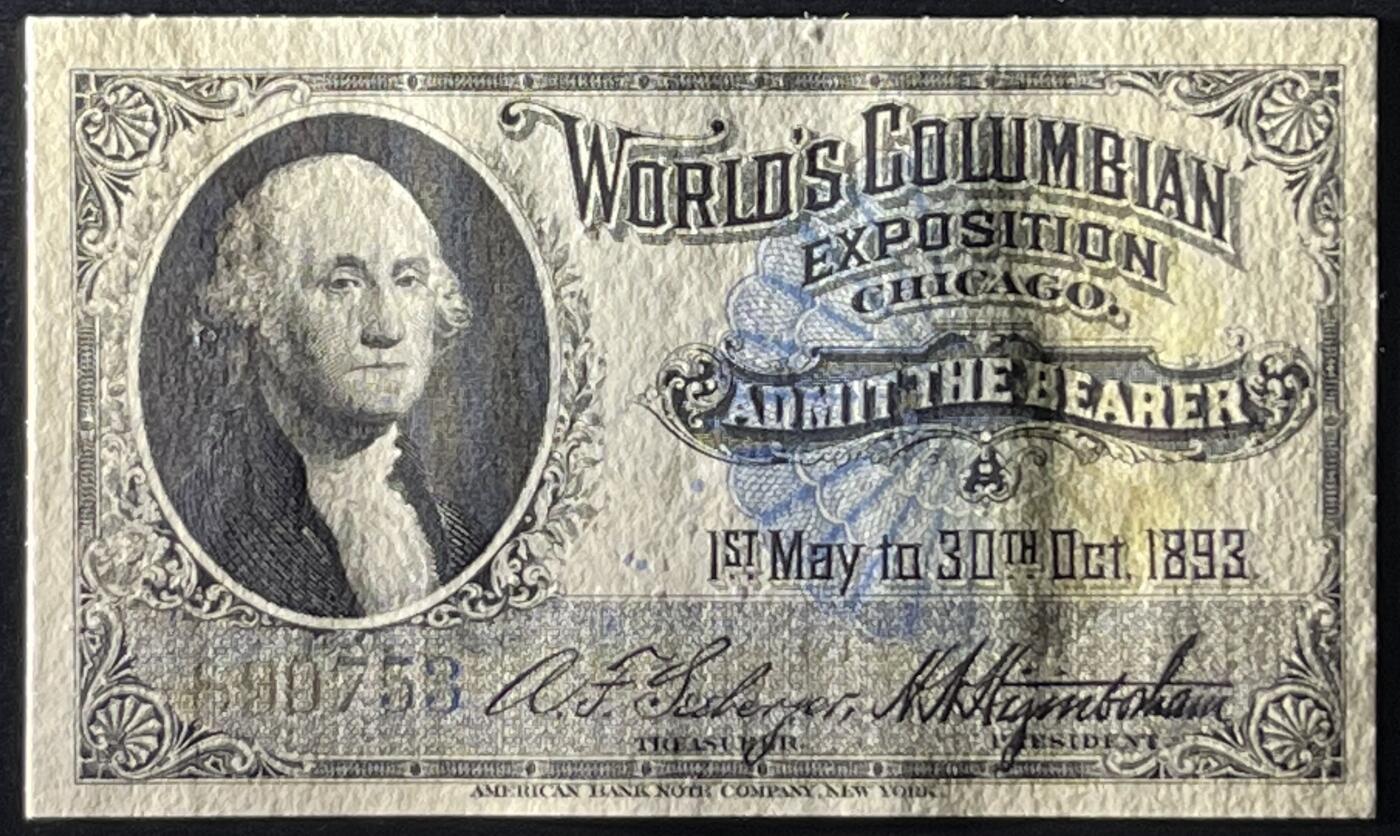 WORLD'S COLUMBIAN
EXPOSITION
CHICAGO.
ADMIT THE BEARER
A
1ST May to 30TH Oct. 1893
A. F. Seeberger, H. N. Higinbotham
TREASURER. PRESIDENT
AMERICAN BANK NOTE COMPANY, NEW YORK.